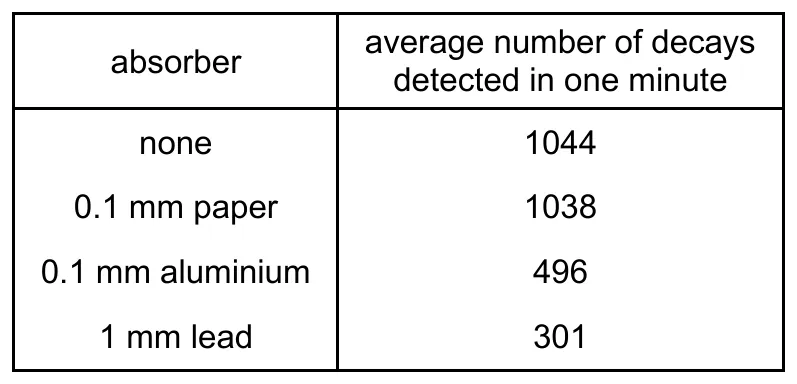 absorber
average number of decays
detected in one minute
none 1044
0.1 mm paper 1038
0.1 mm aluminium 496
1 mm lead 301